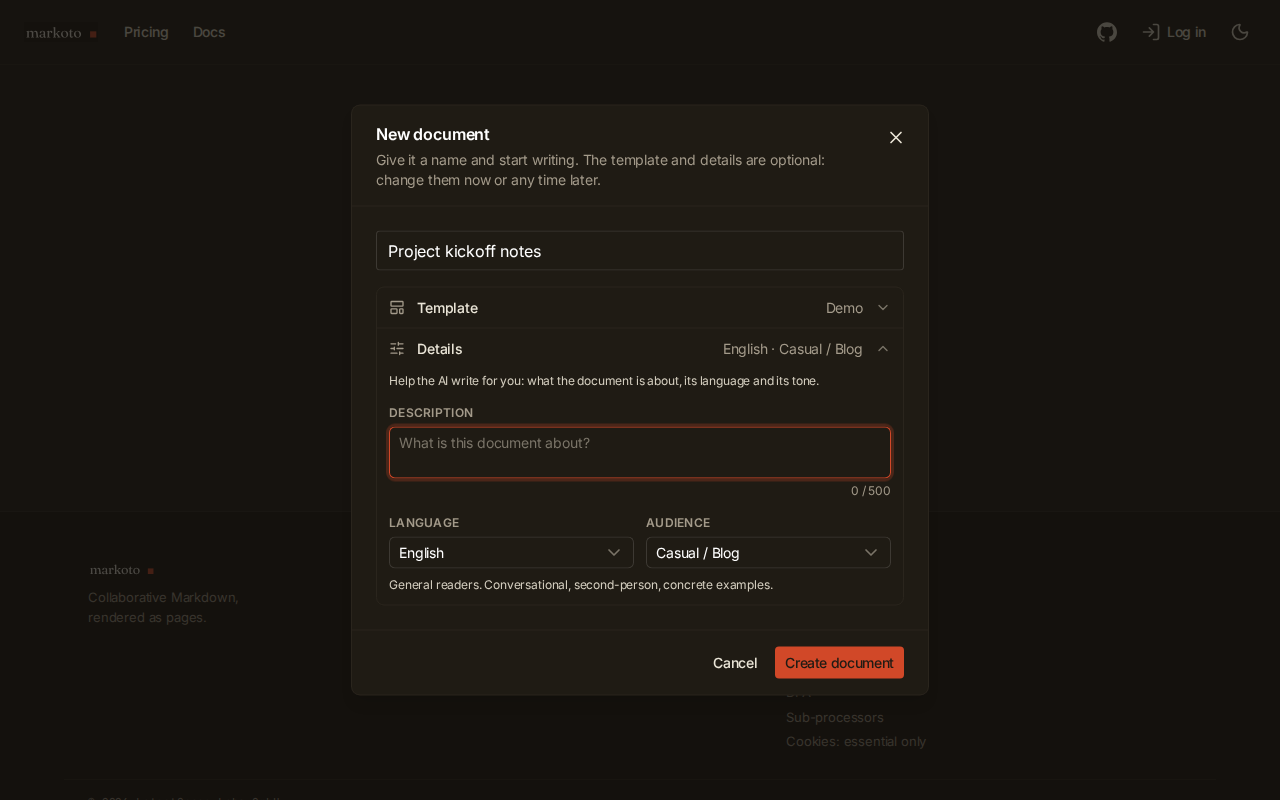 markoto
Pricing
Docs
Log in
New document
Give it a name and start writing. The template and details are optional:
change them now or any time later.
Project kickoff notes
Template
Demo
Details
English · Casual / Blog
Help the AI write for you: what the document is about, its language and its tone.
DESCRIPTION
What is this document about?
0 / 500
LANGUAGE
AUDIENCE
English
Casual / Blog
General readers. Conversational, second-person, concrete examples.
Cancel
Create document
markoto
Collaborative Markdown,
rendered as pages.
Sub-processors
Cookies: essential only